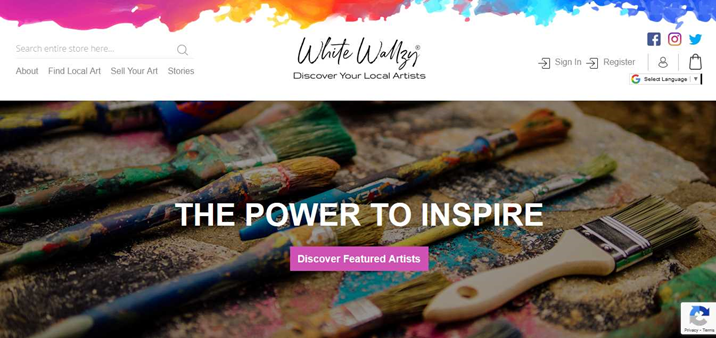 Search entire store here...
About Find Local Art Sell Your Art Stories
White Wallzy®
Discover Your Local Artists
Sign In Register
G Select Language ▼
THE POWER TO INSPIRE
Discover Featured Artists
Privacy - Terms